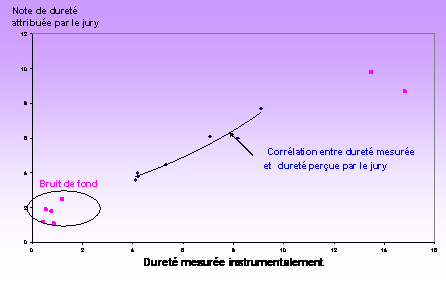 Note de dureté
attribuée par le jury
12
10
8
6
4
2
0
Bruit de fond
Corrélation entre dureté mesurée
et dureté perçue par le jury
0 2 4 6 8 10 12 14 16
Dureté mesurée instrumentalement